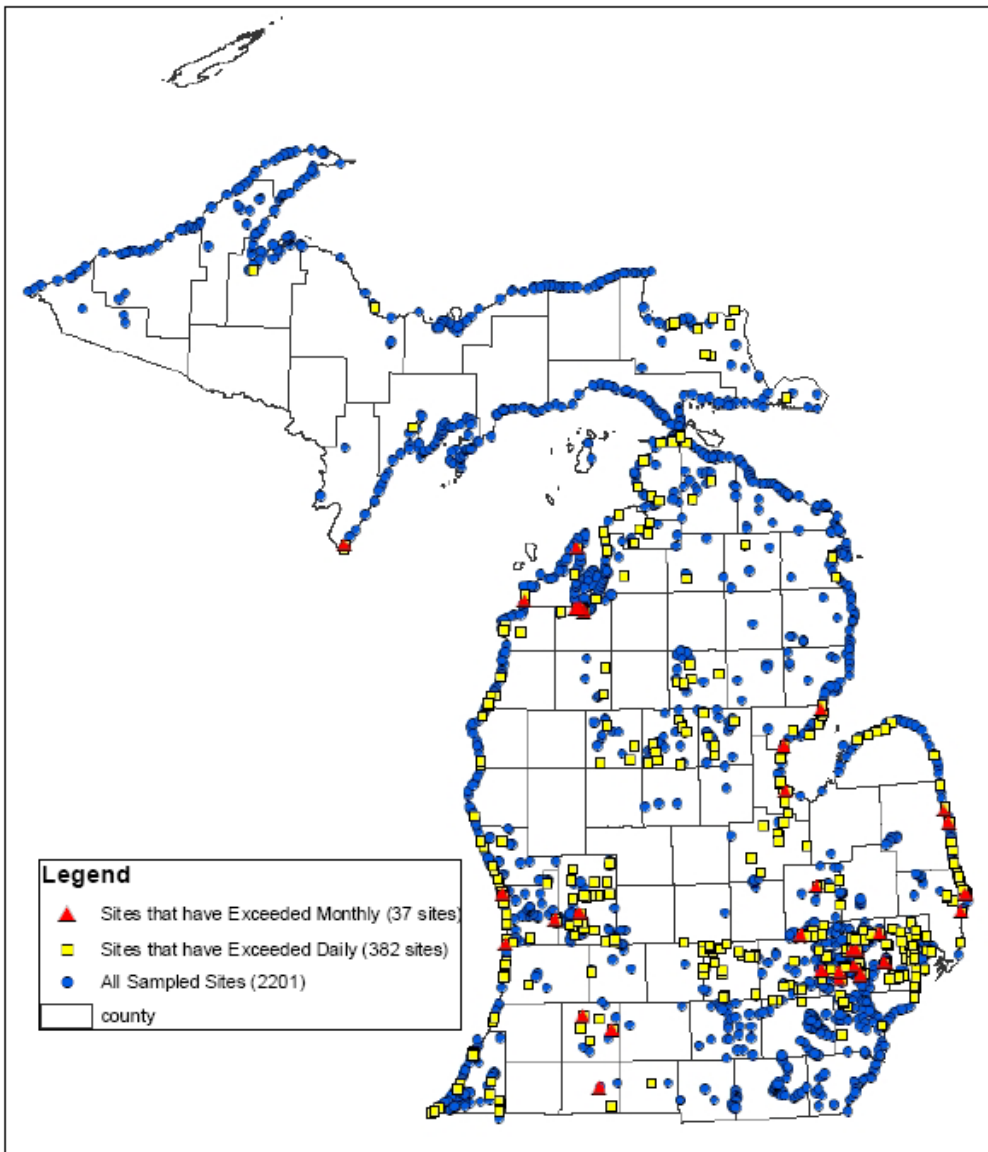 Legend
Sites that have Exceeded Monthly (37 sites)
Sites that have Exceeded Daily (382 sites)
All Sampled Sites (2201)
county